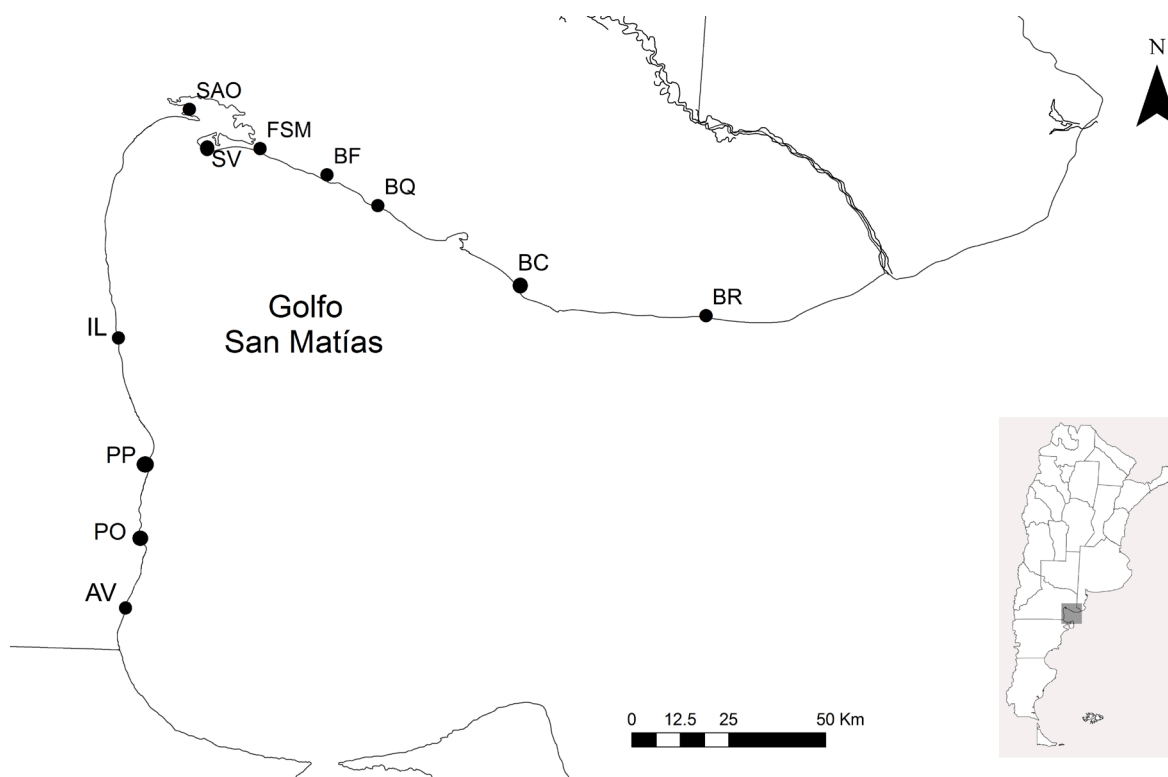 N
SAO
FSM
SV
BF
BQ
BC
BR
Golfo
San Matías
IL
PP
PO
AV
0 12.5 25 50 Km